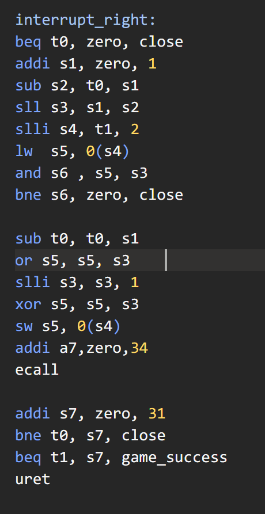 interrupt_right:
beq t0, zero, close
addi s1, zero, 1
sub s2, t0, s1
sll s3, s1, s2
slli s4, t1, 2
lw  s5, 0(s4)
and s6 , s5, s3
bne s6, zero, close

sub t0, t0, s1
or s5, s5, s3
slli s3, s3, 1
xor s5, s5, s3
sw s5, 0(s4)
addi a7,zero,34
ecall

addi s7, zero, 31
bne t0, s7, close
beq t1, s7, game_success
uret